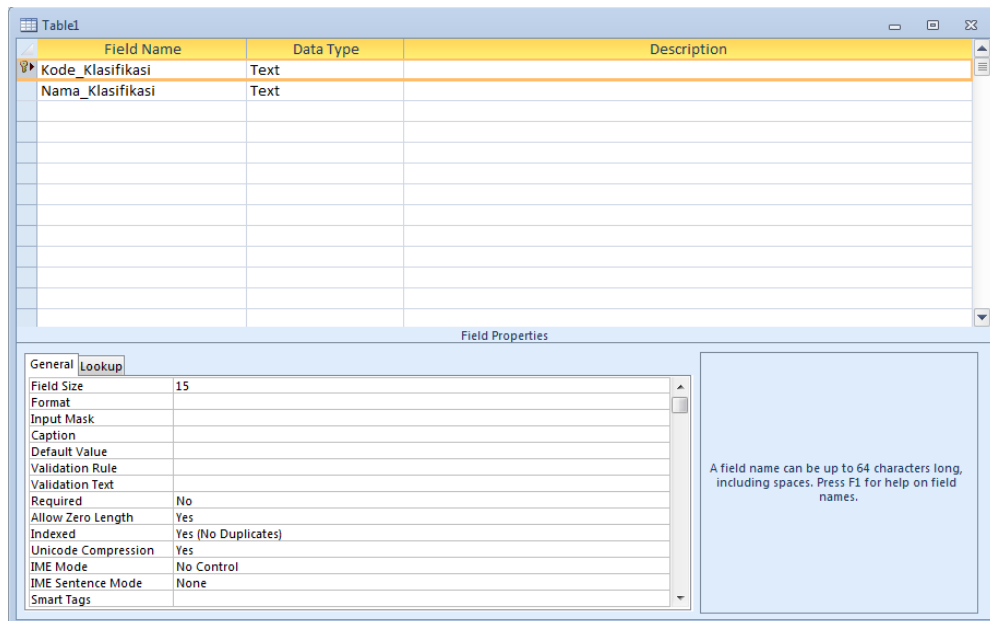 Table1
Field Name Data Type Description
Kode_Klasifikasi Text
Nama_Klasifikasi Text
Field Properties
General Lookup
Field Size 15
Format
Input Mask
Caption
Default Value
Validation Rule
Validation Text
Required No
Allow Zero Length Yes
Indexed Yes (No Duplicates)
Unicode Compression Yes
IME Mode No Control
IME Sentence Mode None
Smart Tags
A field name can be up to 64 characters long,
including spaces. Press F1 for help on field
names.